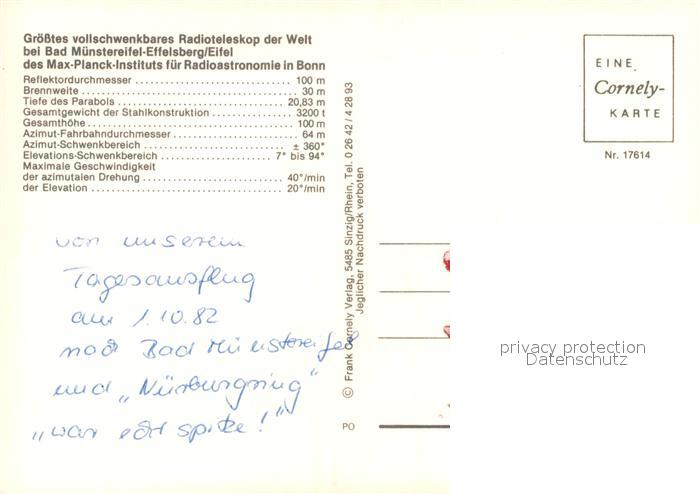 Größtes vollschwenkbares Radioteleskop der Welt
bei Bad Münstereifel-Effelsberg/Eifel
des Max-Planck-Instituts für Radioastronomie in Bonn
Reflektordurchmesser 100 m
Brennweite 30 m
Tiefe des Parabols 20,83 m
Gesamtgewicht der Stahlkonstruktion 3200 t
Gesamthöhe 100 m
Azimut-Fahrbahndurchmesser 64 m
Azimut-Schwenkbereich ± 360°
Elevations-Schwenkbereich 7° bis 94°
Maximale Geschwindigkeit
der azimutalen Drehung 40°/min
der Elevation 20°/min
von unserem
Tagesausflug
am 1.10.82
nach Bad Münstereifel
und „Nürburgring"
„war echt spitze!"
© Frank Cornely Verlag, 5485 Sinzig/Rhein, Tel. 0 26 42 / 4 28 93
Jeglicher Nachdruck verboten
PO
EINE
Cornely-
KARTE
Nr. 17614
privacy protection
Datenschutz